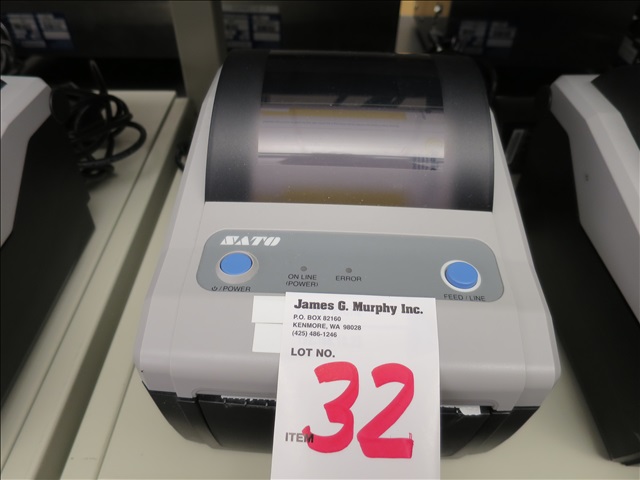 SATO
ON LINE
(POWER)
ERROR
⏻/POWER
FEED/LINE
James G. Murphy Inc.
P.O. BOX 82160
KENMORE, WA 98028
(425) 486-1246
LOT NO.
32
ITEM